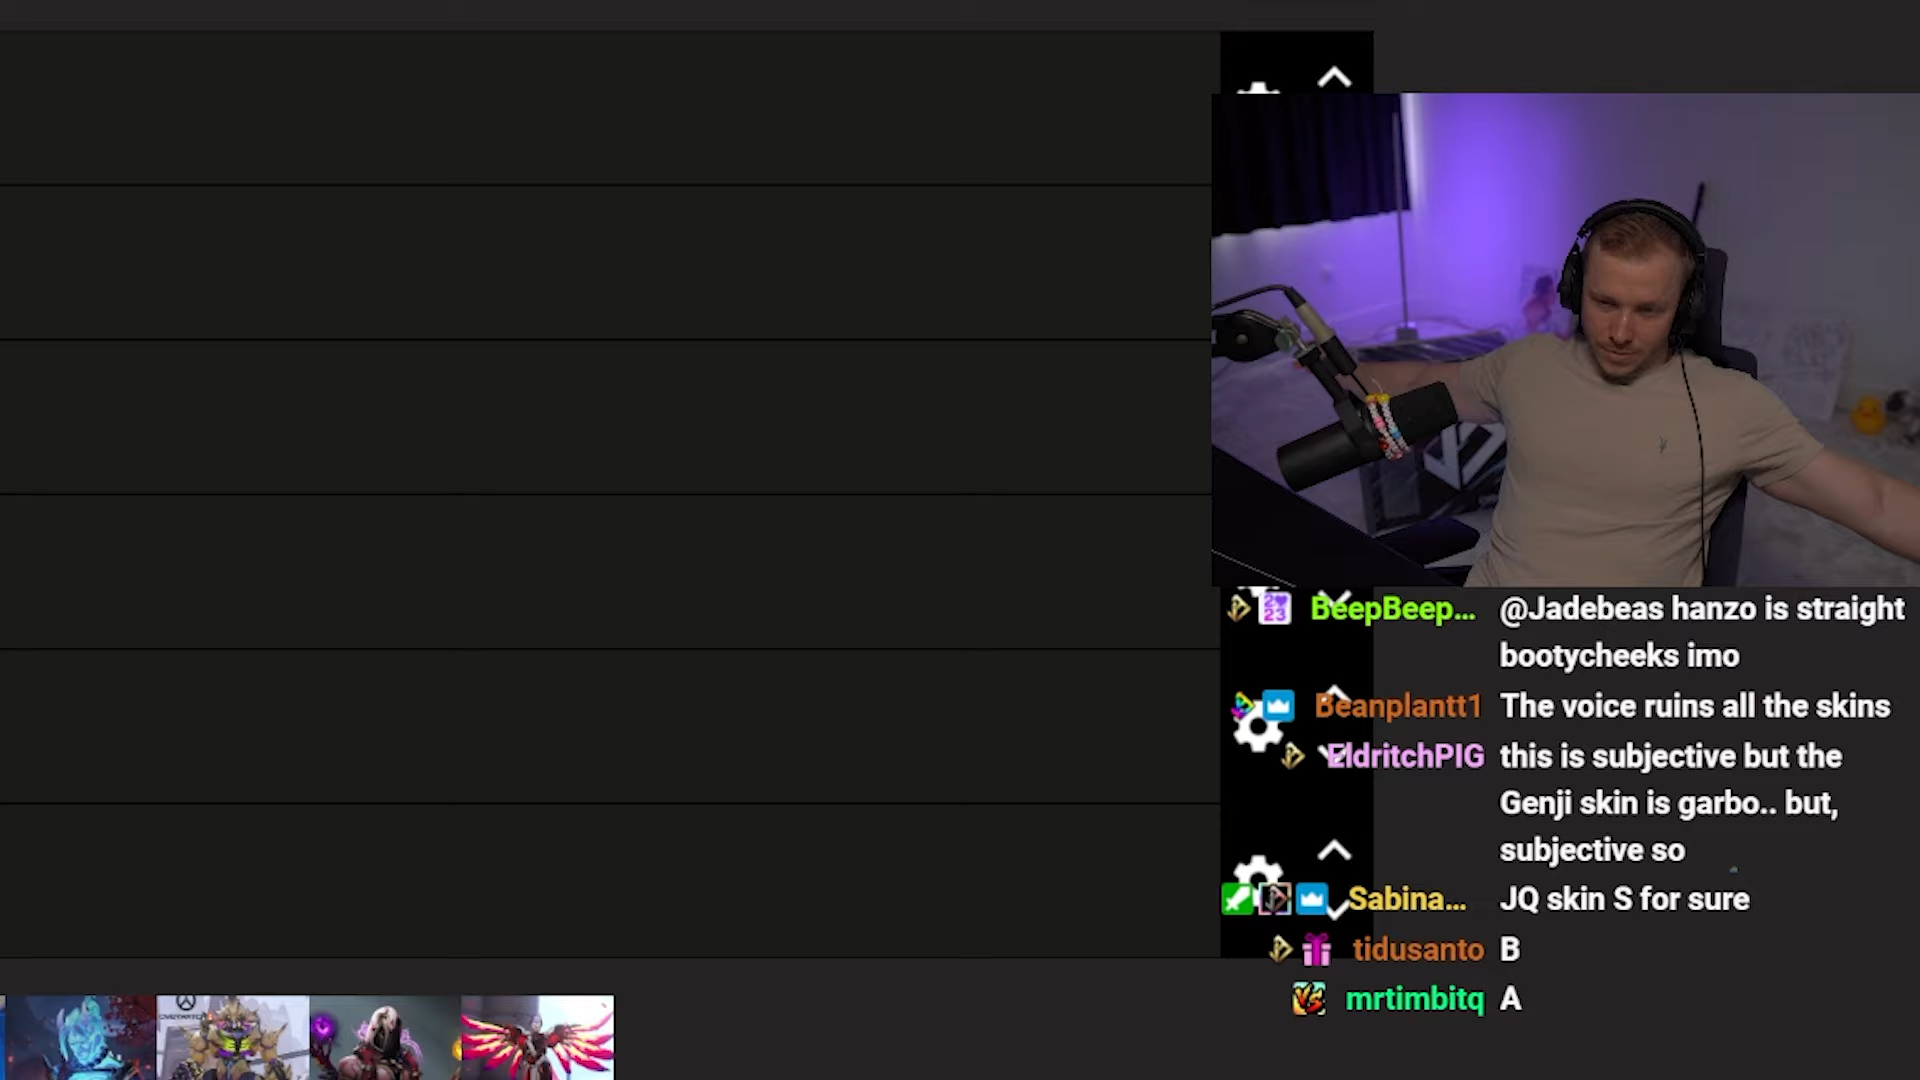 BeepBeep... @Jadebeas hanzo is straight
bootycheeks imo
Beanplantt1 The voice ruins all the skins
EldritchPIG this is subjective but the
Genji skin is garbo.. but,
subjective so
Sabina... JQ skin S for sure
tidusanto B
mrtimbitq A